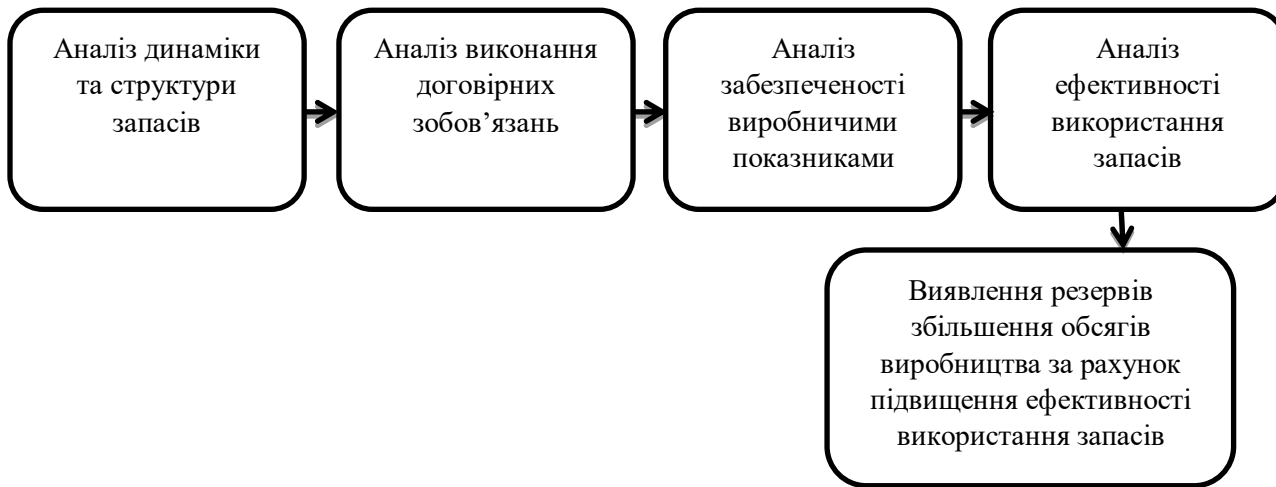 Аналіз динаміки
та структури
запасів
Аналіз виконання
договірних
зобов’язань
Аналіз
забезпеченості
виробничими
показниками
Аналіз
ефективності
використання
запасів
Виявлення резервів
збільшення обсягів
виробництва за рахунок
підвищення ефективності
використання запасів